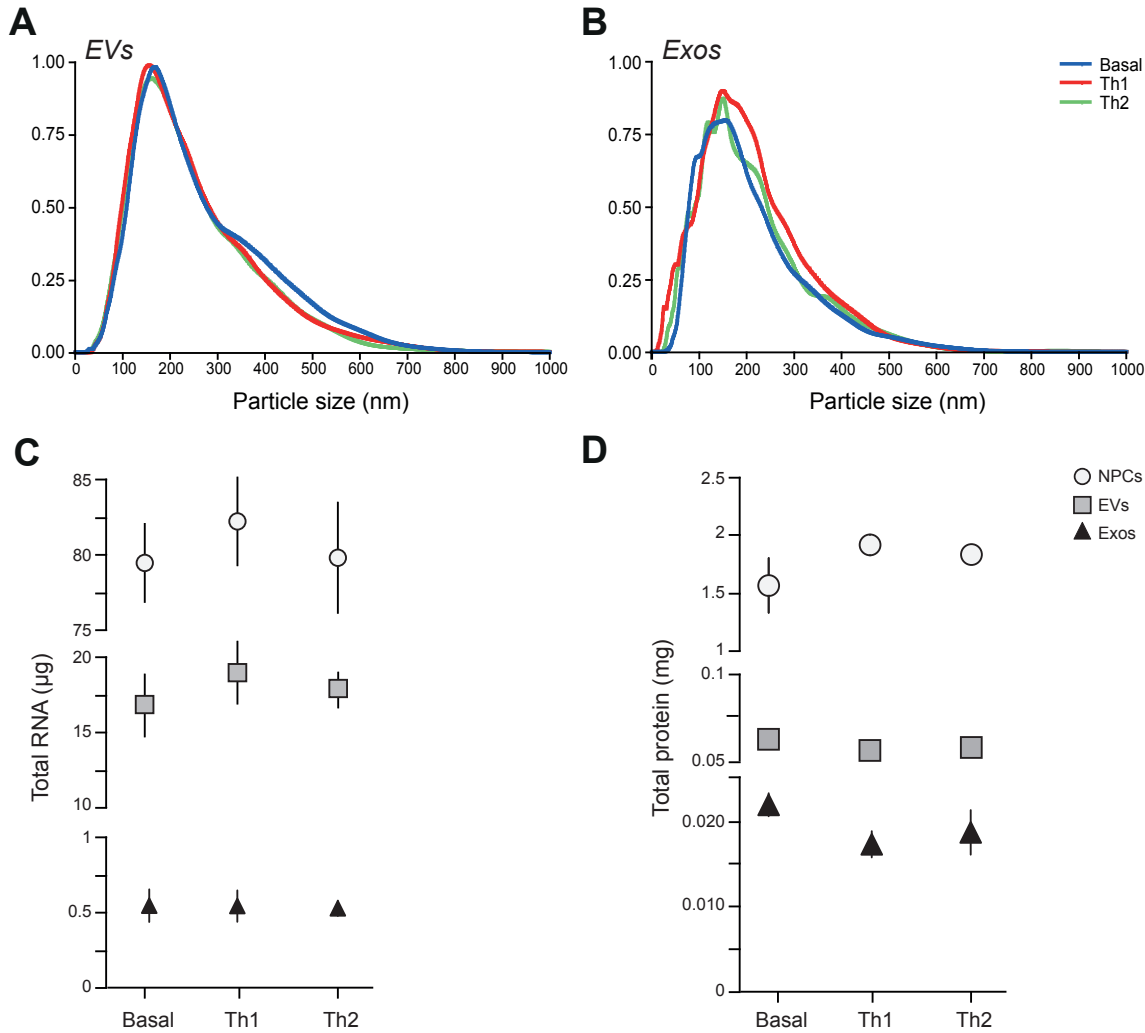 A
EVs
1.00
0.75
0.50
0.25
0.00
0 100 200 300 400 500 600 700 800 900 1000
Particle size (nm)
B
Exos
1.00
0.75
0.50
0.25
0.00
0 100 200 300 400 500 600 700 800 900 1000
Particle size (nm)
Basal
Th1
Th2
C
Total RNA (µg)
85
80
75
20
15
10
1
0.5
0
Basal Th1 Th2
D
Total protein (mg)
2.5
2
1.5
1
0.1
0.05
0.020
0.010
0
Basal Th1 Th2
NPCs
EVs
Exos